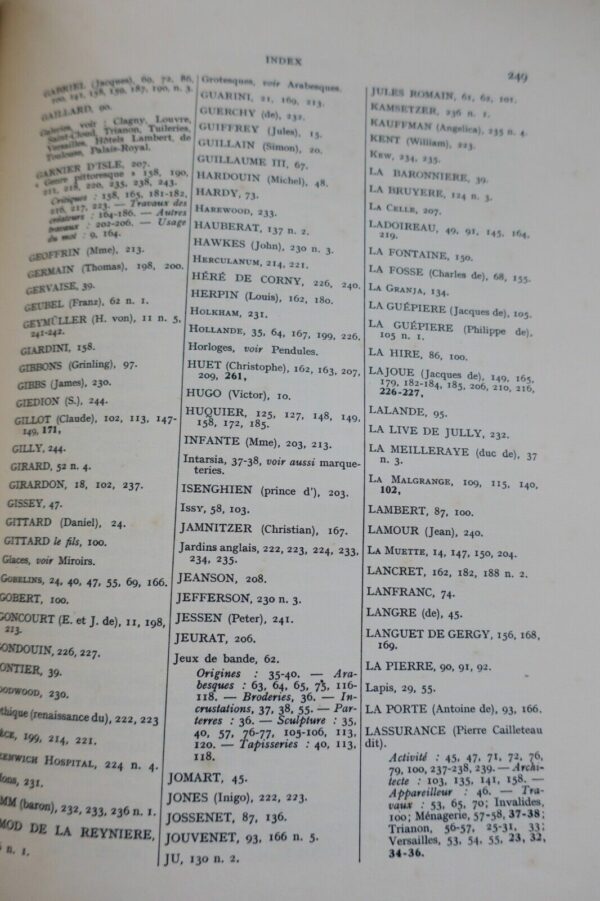 INDEX
249
GABRIEL (Jacques), 69, 72, 86,
100, 141, 158, 159, 187, 190, n. 3.
GAILLARD, 90.
Galeries, voir : Clagny, Louvre,
Saint-Cloud, Trianon, Tuileries,
Versailles, Hôtels Lambert, de
Toulouse, Palais-Royal.
GARNIER D'ISLE, 207.
« Genre pittoresque » 158, 190,
211, 218, 220, 235, 238, 243.
Critiques : 158, 165, 181-182,
216, 217, 223. — Travaux des
créateurs : 164-186. — Autres
travaux : 202-206. — Usage
du mot : 9, 164.
GEOFFRIN (Mme), 213.
GERMAIN (Thomas), 198, 200.
GERVAISE, 39.
GEUBEL (Franz), 62 n. 1.
GEYMÜLLER (H. von), 11 n. 5,
241-242.
GIARDINI, 158.
GIBBONS (Grinling), 97.
GIBBS (James), 230.
GIEDION (S.), 244.
GILLOT (Claude), 102, 113, 147-
149, 171,
GILLY, 244.
GIRARD, 52 n. 4.
GIRARDON, 18, 102, 237.
GISSEY, 47.
GITTARD (Daniel), 24.
GITTARD le fils, 100.
Glaces, voir Miroirs.
GOBELINS, 24, 40, 47, 55, 69, 166.
GOBERT, 100.
GONCOURT (E. et J. de), 11, 198,
213.
ONDOUIN, 226, 227.
ONTIER, 39.
OODWOOD, 230.
thique (renaissance du), 222, 223
ÈCE, 199, 214, 221.
EENWICH HOSPITAL, 224 n. 4.
ons, 231.
MM (baron), 232, 233, 236 n. 1.
MOD DE LA REYNIERE,
n. 1.
Grotesques, voir Arabesques.
GUARINI, 21, 169, 213.
GUERCHY (de), 232.
GUIFFREY (Jules), 15.
GUILLAIN (Simon), 20.
GUILLAUME III, 67.
HARDOUIN (Michel), 48.
HARDY, 73.
HAREWOOD, 233.
HAUBERAT, 137 n. 2.
HAWKES (John), 230 n. 3.
HERCULANUM, 214, 221.
HÉRÉ DE CORNY, 226, 240.
HERPIN (Louis), 162, 180.
HOLKHAM, 231.
HOLLANDE, 35, 64, 167, 199, 226,
Horloges, voir Pendules.
HUET (Christophe), 162, 163, 207,
209, 261,
HUGO (Victor), 10.
HUQUIER, 125, 127, 148, 149,
158, 172, 185.
INFANTE (Mme), 203, 213.
Intarsia, 37-38, voir aussi marque-
teries.
ISENGHIEN (prince d'), 203.
ISSY, 58, 103.
JAMNITZER (Christian), 167.
Jardins anglais, 222, 223, 224, 233,
234, 235.
JEANSON, 208.
JEFFERSON, 230 n. 3.
JESSEN (Peter), 241.
JEURAT, 206.
Jeux de bande, 62.
Origines : 35-40. — Ara-
besques : 63, 64, 65, 75, 116-
118. — Broderies, 36. — In-
crustations, 37, 38, 55. — Par-
terres : 36. — Sculpture : 35,
40, 57, 76-77, 105-106, 113,
120. — Tapisseries : 40, 113,
118.
JOMART, 45.
JONES (Inigo), 222, 223.
JOSSENET, 87, 136.
JOUVENET, 93, 166 n. 5.
JU, 130 n. 2.
JULES ROMAIN, 61, 62, 101.
KAMSETZER, 236 n. 1.
KAUFFMAN (Angelica), 235 n. 4.
KENT (William), 223.
KEW, 234, 235.
LA BARONNIERE, 39.
LA BRUYERE, 124 n. 3.
LA CELLE, 207.
LADOIREAU, 49, 91, 145, 164,
219.
LA FONTAINE, 150.
LA FOSSE (Charles de), 68, 155.
LA GRANJA, 134.
LA GUÉPIERE (Jacques de), 105.
LA GUÉPIERE (Philippe de),
105 n. 1.
LA HIRE, 86, 100.
LAJOUE (Jacques de), 149, 165,
179, 182-184, 185, 206, 210, 216,
226-227,
LALANDE, 95.
LA LIVE DE JULLY, 232.
LA MEILLERAYE (duc de), 37
n. 3.
LA MALGRANGE, 109, 115, 140,
102,
LAMBERT, 87, 100.
LAMOUR (Jean), 240.
LA MUETTE, 14, 147, 150, 204.
LANCRET, 162, 182, 188 n. 2.
LANFRANC, 74.
LANGRE (de), 45.
LANGUET DE GERGY, 156, 168,
169.
LA PIERRE, 90, 91, 92.
Lapis, 29, 55.
LA PORTE (Antoine de), 93, 166.
LASSURANCE (Pierre Cailleteau
dit).
Activité : 45, 47, 71, 72, 76,
79, 100, 237-238, 239. — Archi-
tecte : 103, 135, 141, 158. —
Appareilleur : 46. — Tra-
vaux : 53, 65, 70; Invalides,
100; Ménagerie, 57-58, 37-38;
Trianon, 56-57, 25-31, 33;
Versailles, 53, 54, 55, 23, 32,
34-36.